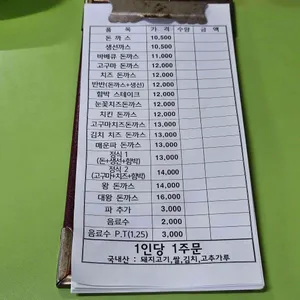 품 목 가 격 수량 금 액
돈 까 스 10,500
생선까스 10,500
바베큐 돈까스 11,000
고구마 돈까스 12,000
치즈 돈까스 12,000
반반(돈까스+생선) 12,000
함박 스테이크 12,000
눈꽃치즈돈까스 12,000
치킨 돈까스 12,000
고구마치즈돈까스 13,000
김치 치즈 돈까스 13,000
매운파 돈까스 13,000
정식 1
(돈+생선+함박) 13,000
정식 2
(고구마+치즈+함박) 14,000
왕 돈까스 14,000
대왕 돈까스 16,000
파 추가 3,000
음료수 2,000
음료수 P.T(1,25) 3,000
1인당 1주문
국내산 : 돼지고기,쌀,김치,고추가루